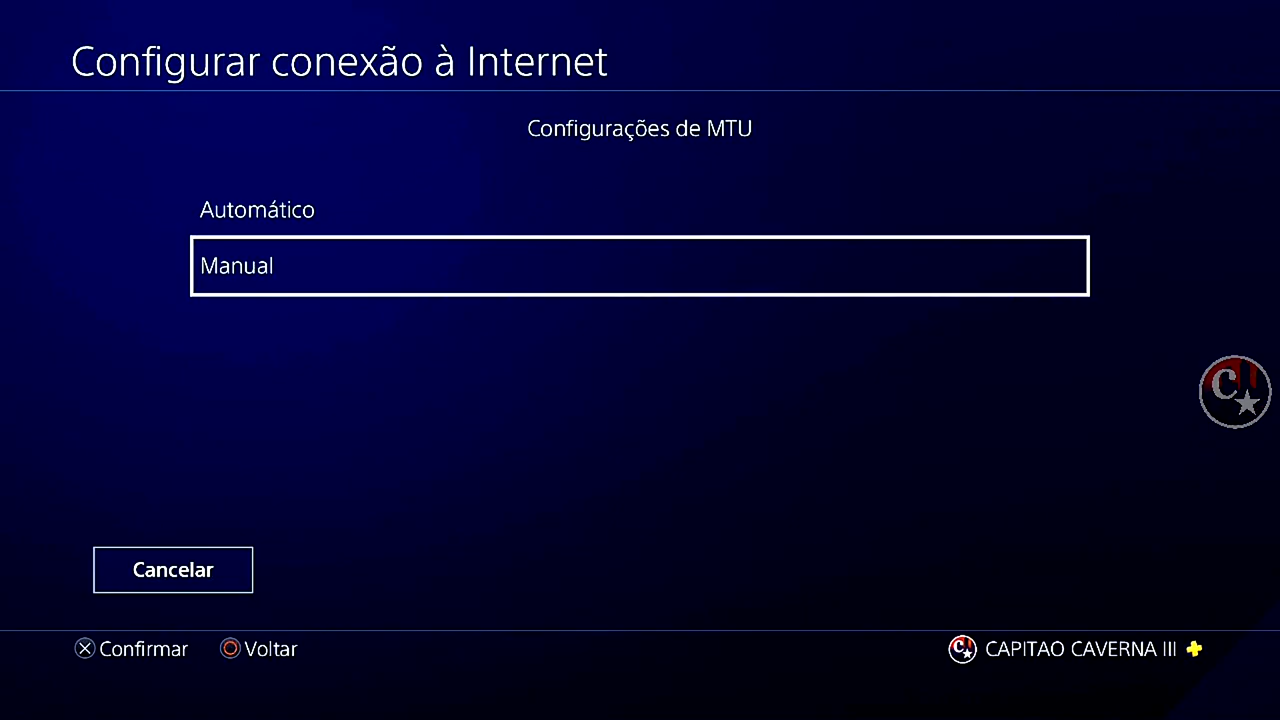 Configurar conexão à Internet
Configurações de MTU
Automático
Manual
C
Cancelar
Confirmar Voltar
C CAPITAO CAVERNA III